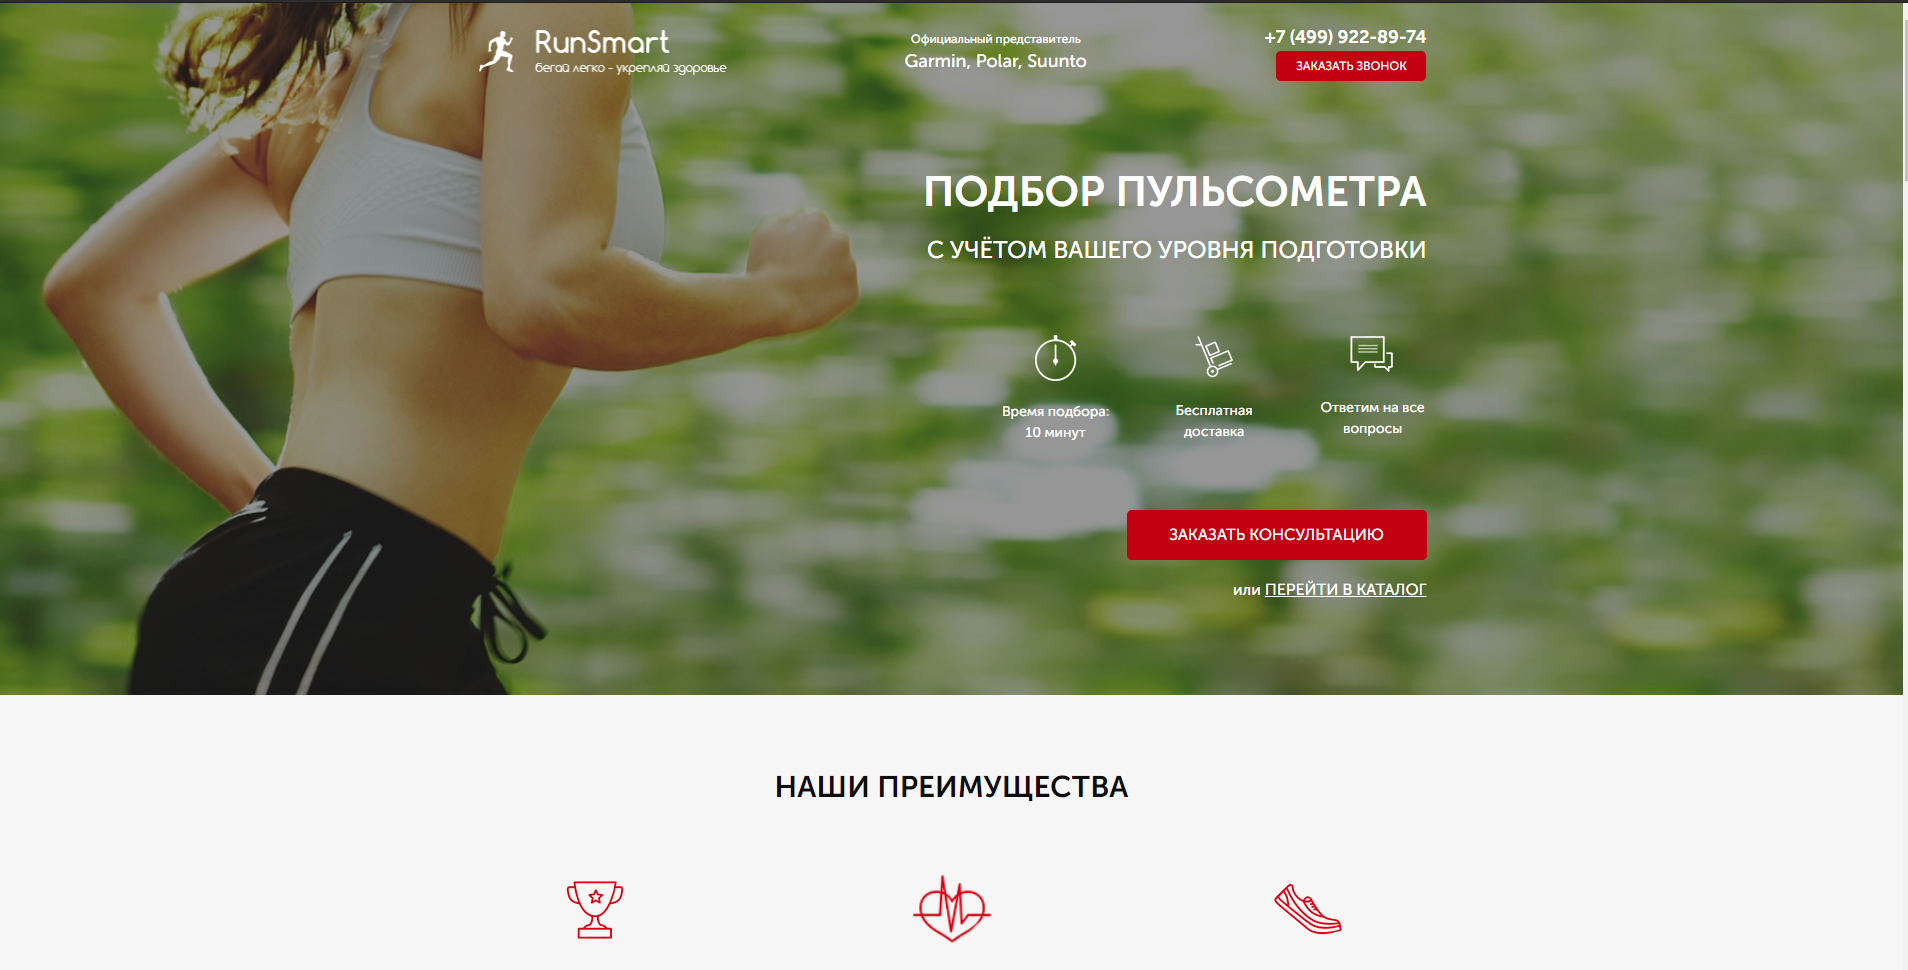 RunSmart
бегай легко - укрепляй здоровье
Официальный представитель
Garmin, Polar, Suunto
+7 (499) 922-89-74
ЗАКАЗАТЬ ЗВОНОК
ПОДБОР ПУЛЬСОМЕТРА
С УЧЁТОМ ВАШЕГО УРОВНЯ ПОДГОТОВКИ
Время подбора:
10 минут
Бесплатная
доставка
Ответим на все
вопросы
ЗАКАЗАТЬ КОНСУЛЬТАЦИЮ
или ПЕРЕЙТИ В КАТАЛОГ
НАШИ ПРЕИМУЩЕСТВА